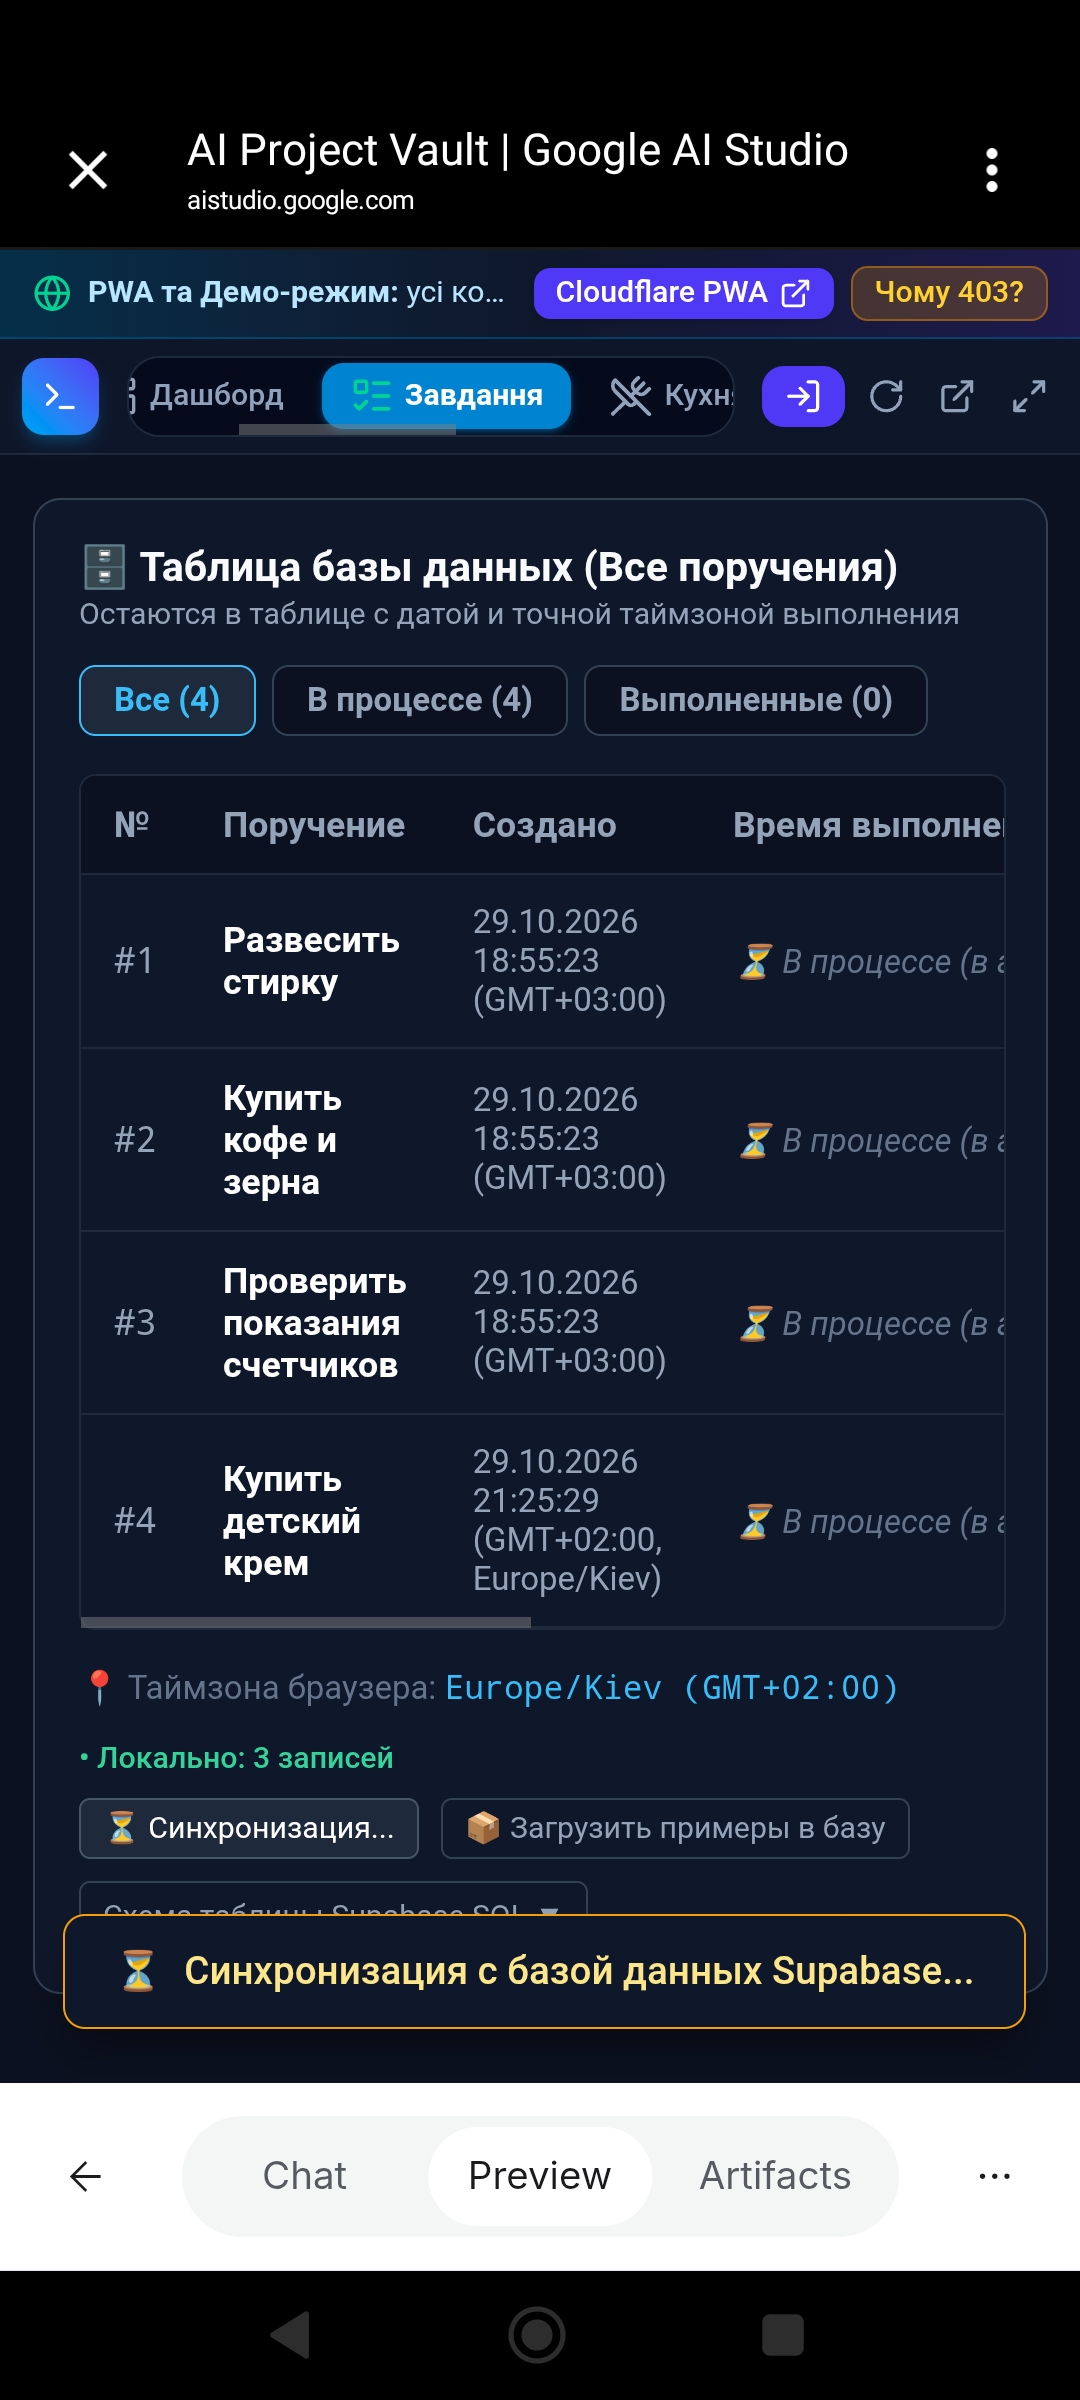 AI Project Vault | Google AI Studio
aistudio.google.com
PWA та Демо-режим: усі ко...
Cloudflare PWA
Чому 403?
Дашборд
Завдання
Кухн
Таблица базы данных (Все поручения)
Остаются в таблице с датой и точной таймзоной выполнения
Все (4)
В процессе (4)
Выполненные (0)
№ Поручение Создано Время выполне
#1
Развесить
стирку
29.10.2026
18:55:23
(GMT+03:00)
В процессе (в
#2
Купить
кофе и
зерна
29.10.2026
18:55:23
(GMT+03:00)
В процессе (в
#3
Проверить
показания
счетчиков
29.10.2026
18:55:23
(GMT+03:00)
В процессе (в
#4
Купить
детский
крем
29.10.2026
21:25:29
(GMT+02:00,
Europe/Kiev)
В процессе (в
Таймзона браузера: Europe/Kiev (GMT+02:00)
• Локально: 3 записей
Синхронизация...
Загрузить примеры в базу
Схема таблицы Supabase SQL ▼
Синхронизация с базой данных Supabase...
Chat
Preview
Artifacts